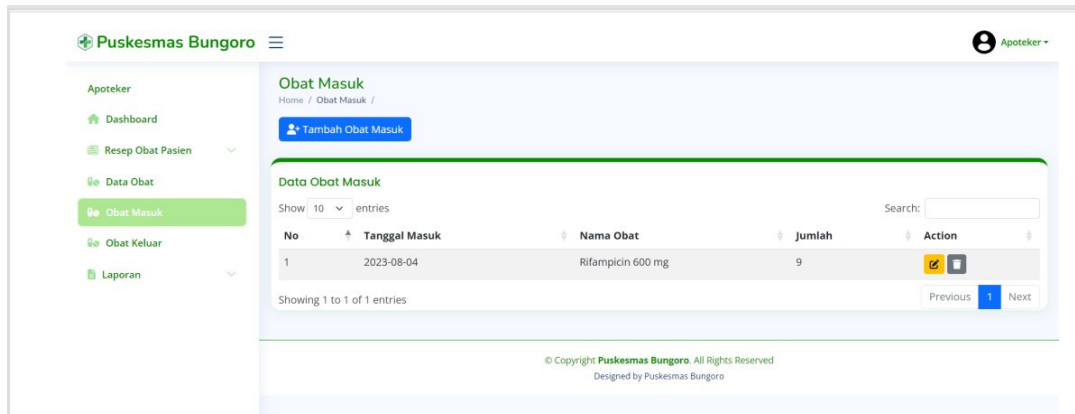 Puskesmas Bungoro
Apoteker
Apoteker
Dashboard
Resep Obat Pasien
Data Obat
Obat Masuk
Obat Keluar
Laporan
Obat Masuk
Home / Obat Masuk /
Tambah Obat Masuk
Data Obat Masuk
Show 10 entries
Search:
No Tanggal Masuk Nama Obat Jumlah Action
1 2023-08-04 Rifampicin 600 mg 9
Showing 1 to 1 of 1 entries
Previous 1 Next
© Copyright Puskesmas Bungoro. All Rights Reserved
Designed by Puskesmas Bungoro